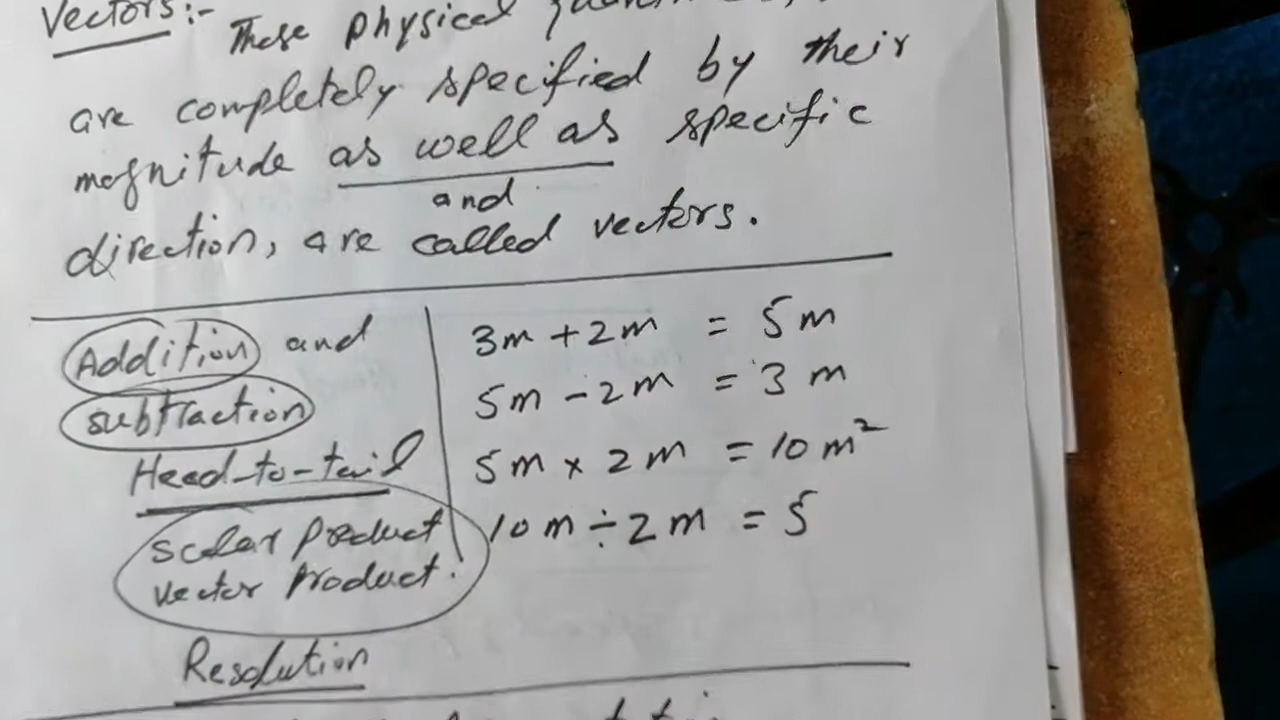 Vectors:- These physical
are completely specified by their
magnitude as well as specific
and
direction, are called vectors.
Addition and
subtraction
Head-to-tail
scalar product
vector product.
Resolution
3m + 2m = 5m
5m - 2m = 3m
5m x 2m = 10m²
10m ÷ 2m = 5